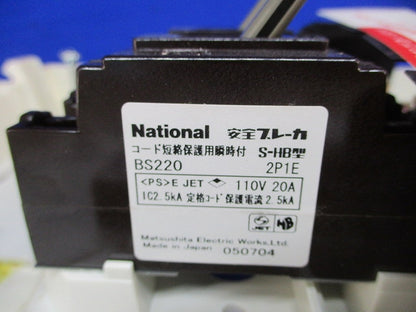 National 安全ブレーカ
コード短絡保護用瞬時付 S-HB型
BS220 2P1E
<PS>E JET 110V 20A
IC2.5kA 定格コード保護電流2.5kA
JET HB
Matsushita Electric Works,Ltd.
Made in Japan 050704